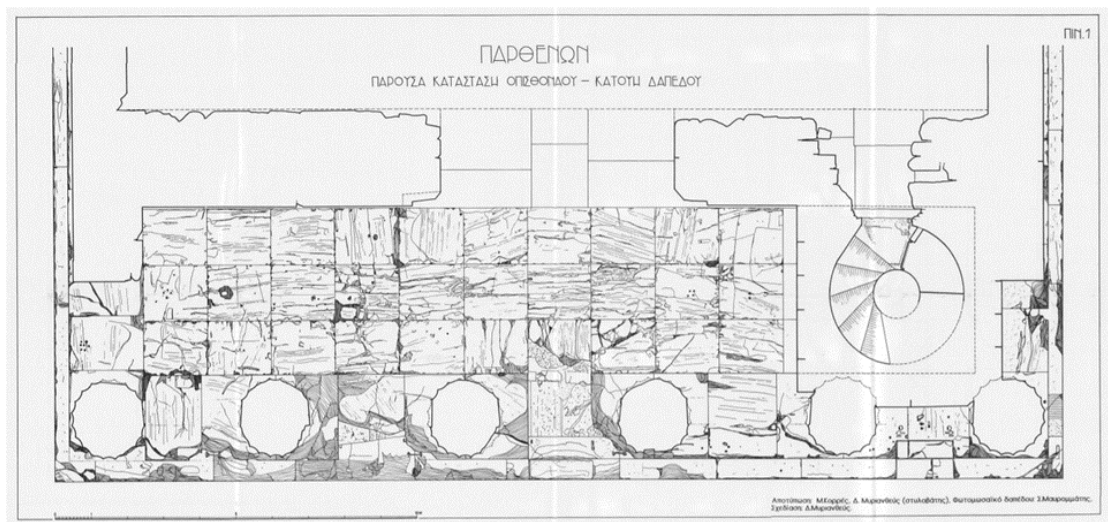 ΠΙΝ.1
ΠΑΡΘΕΝΩΝ
ΠΑΡΟΥΣΑ ΚΑΤΑΣΤΑΣΗ ΟΠΙΣΘΟΝΑΟΥ – ΚΑΤΟΨΗ ΔΑΠΕΔΟΥ
Αποτύπωση: Μ.Κορρές, Δ. Μυριανθεύς (στυλοβάτης), Φωτομωσαϊκό δαπέδου: Σ.Μαυρομμάτης,
Σχεδίαση: Δ.Μυριανθεύς.